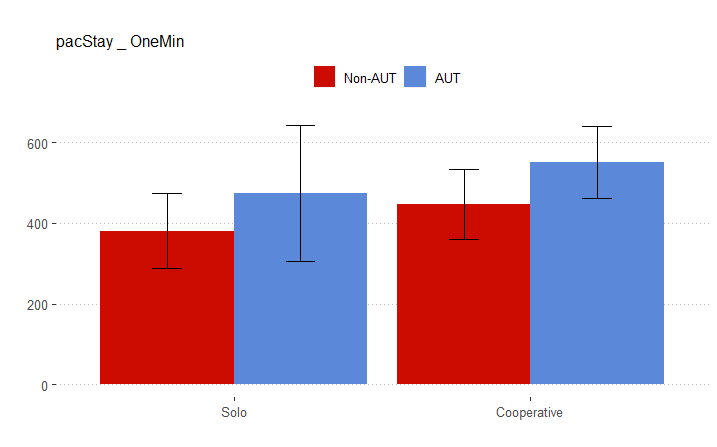 pacStay _ OneMin
Non-AUT AUT
600
400
200
0
Solo Cooperative